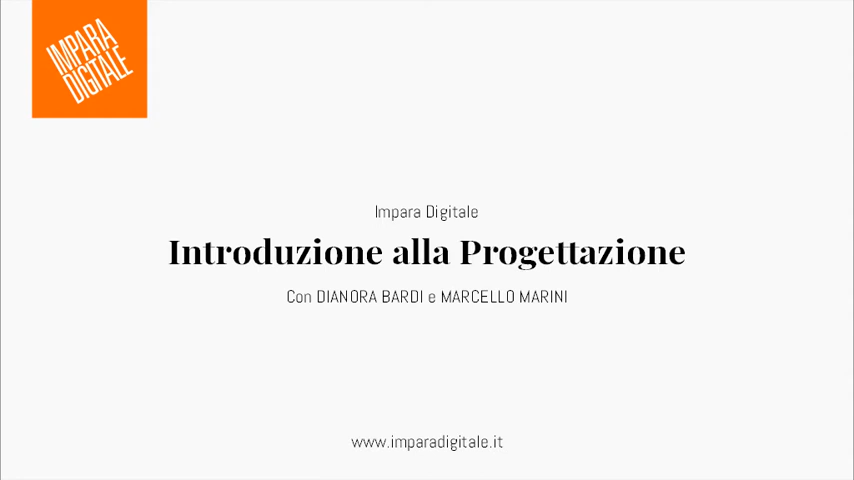 IMPARA
DIGITALE
Impara Digitale
Introduzione alla Progettazione
Con DIANORA BARDI e MARCELLO MARINI
www.imparadigitale.it